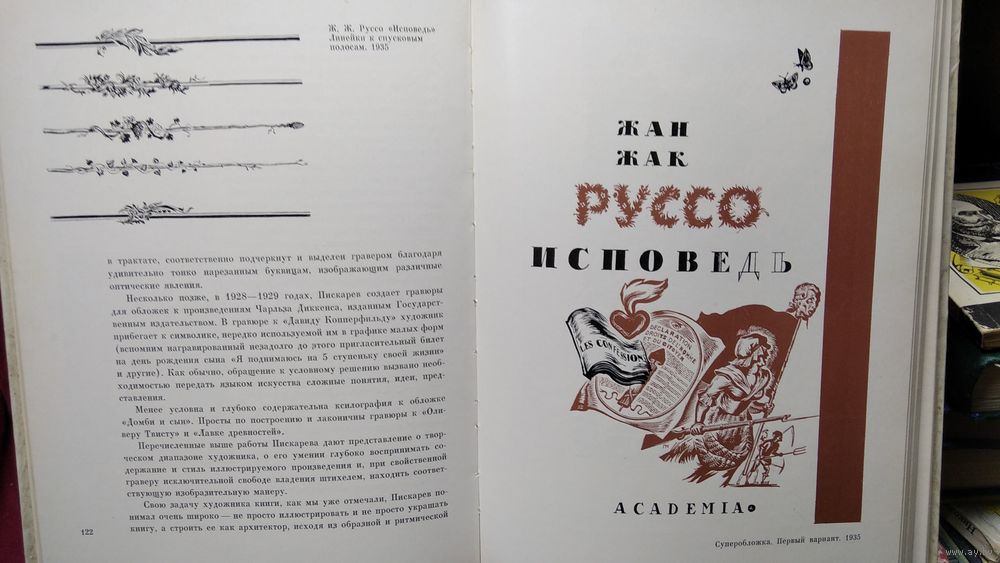 Ж. Ж. Руссо «Исповедь»
Линейки к спусковым
полосам. 1935
в трактате, соответственно подчеркнут и выделен гравером благодаря
удивительно тонко нарезанным буквицам, изображающим различные
оптические явления.
Несколько позже, в 1928—1929 годах, Пискарев создает гравюры
для обложек к произведениям Чарльза Диккенса, изданным Государст-
венным издательством. В гравюре к «Давиду Копперфильду» художник
прибегает к символике, нередко используемой им в графике малых форм
(вспомним награвированный незадолго до этого пригласительный билет
на день рождения сына «Я поднимаюсь на 5 ступеньку своей жизни»
и другие). Как обычно, обращение к условному решению вызвано необ-
ходимостью передать языком искусства сложные понятия, идеи, пред-
ставления.
Менее условна и глубоко содержательна ксилография к обложке
«Домби и сын». Просты по построению и лаконичны гравюры к «Оли-
веру Твисту» и «Лавке древностей».
Перечисленные выше работы Пискарева дают представление о твор-
ческом диапазоне художника, о его умении глубоко воспринимать со-
держание и стиль иллюстрируемого произведения и, при свойственной
граверу исключительной свободе владения штихелем, находить соответ-
ствующую изобразительную манеру.
Свою задачу художника книги, как мы уже отмечали, Пискарев по-
нимал очень широко — не просто иллюстрировать и не просто украшать
книгу, а строить ее как архитектор, исходя из образной и ритмической
122
ЖАН
ЖАК
РУССО
ИСПОВЕДЬ
LES CONFESSIONS
DECLARATION
DROITS DE L'HOMME
ET DU
ACADEMIA
Суперобложка. Первый вариант. 1935
www.ay.by